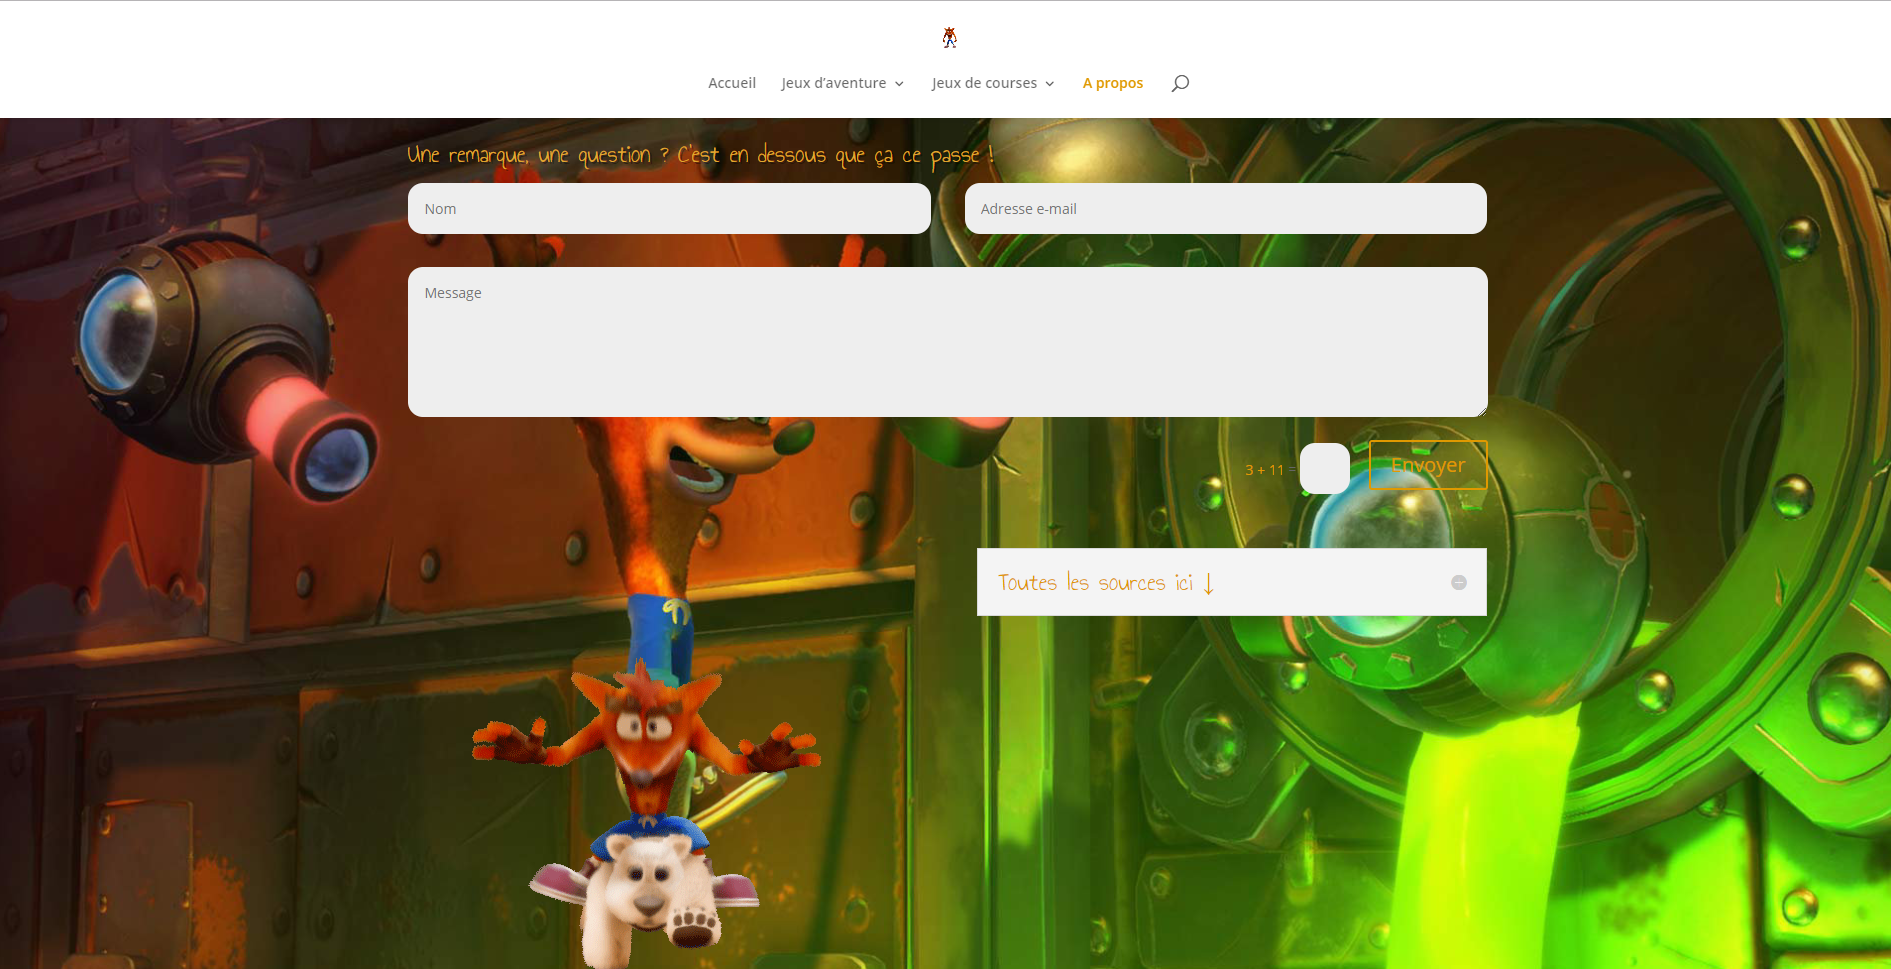 Accueil Jeux d’aventure Jeux de courses A propos
Une remarque, une question ? C'est en dessous que ça ce passe !
Nom Adresse e-mail
Message
3 + 11 = Envoyer
Toutes les sources ici ↓